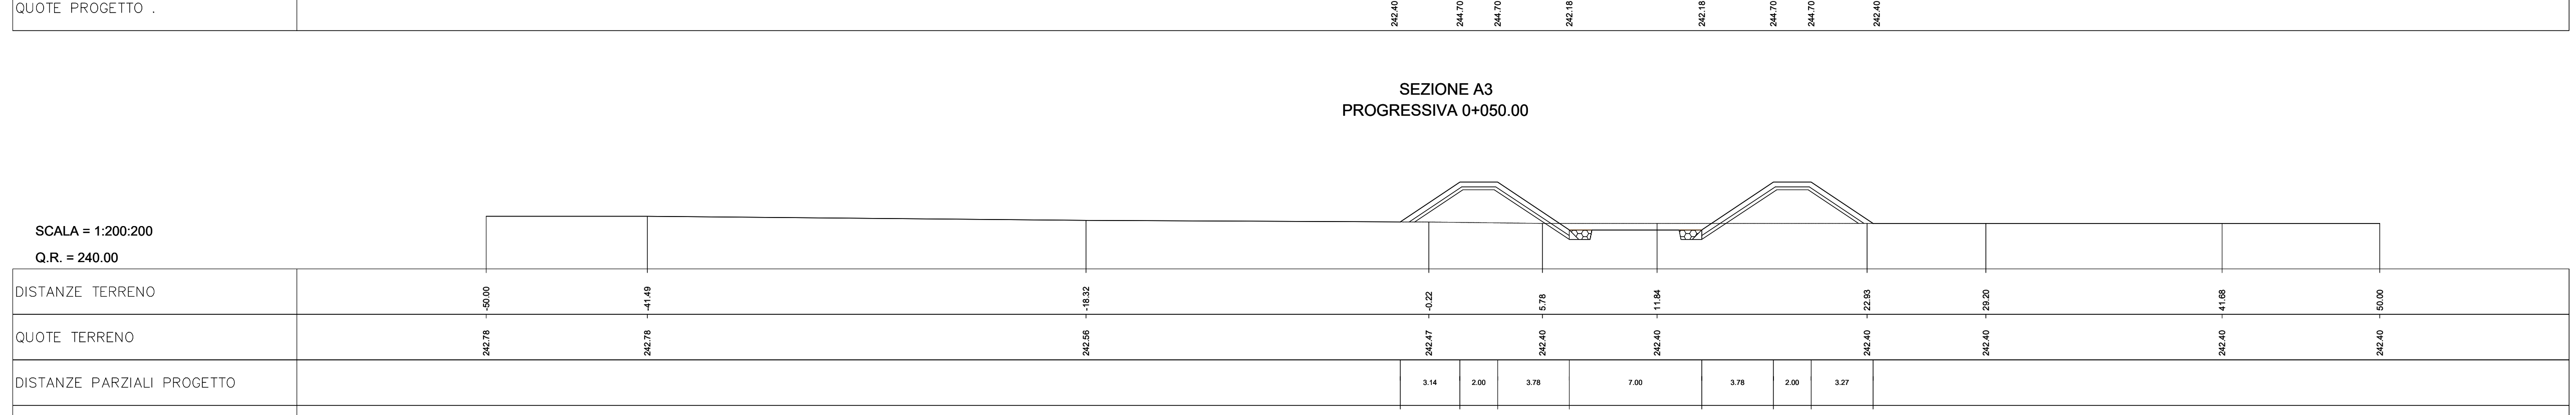 QUOTE PROGETTO .
242.40 244.70 244.70 242.18 242.18 244.70 244.70 242.40
SEZIONE A3
PROGRESSIVA 0+050.00
SCALA = 1:200:200
Q.R. = 240.00
DISTANZE TERRENO -50.00 -41.49 -18.32 -0.22 5.78 11.84 22.93 29.20 41.68 50.00
QUOTE TERRENO 242.78 242.78 242.56 242.47 242.40 242.40 242.40 242.40 242.40 242.40
DISTANZE PARZIALI PROGETTO 3.14 2.00 3.78 7.00 3.78 2.00 3.27